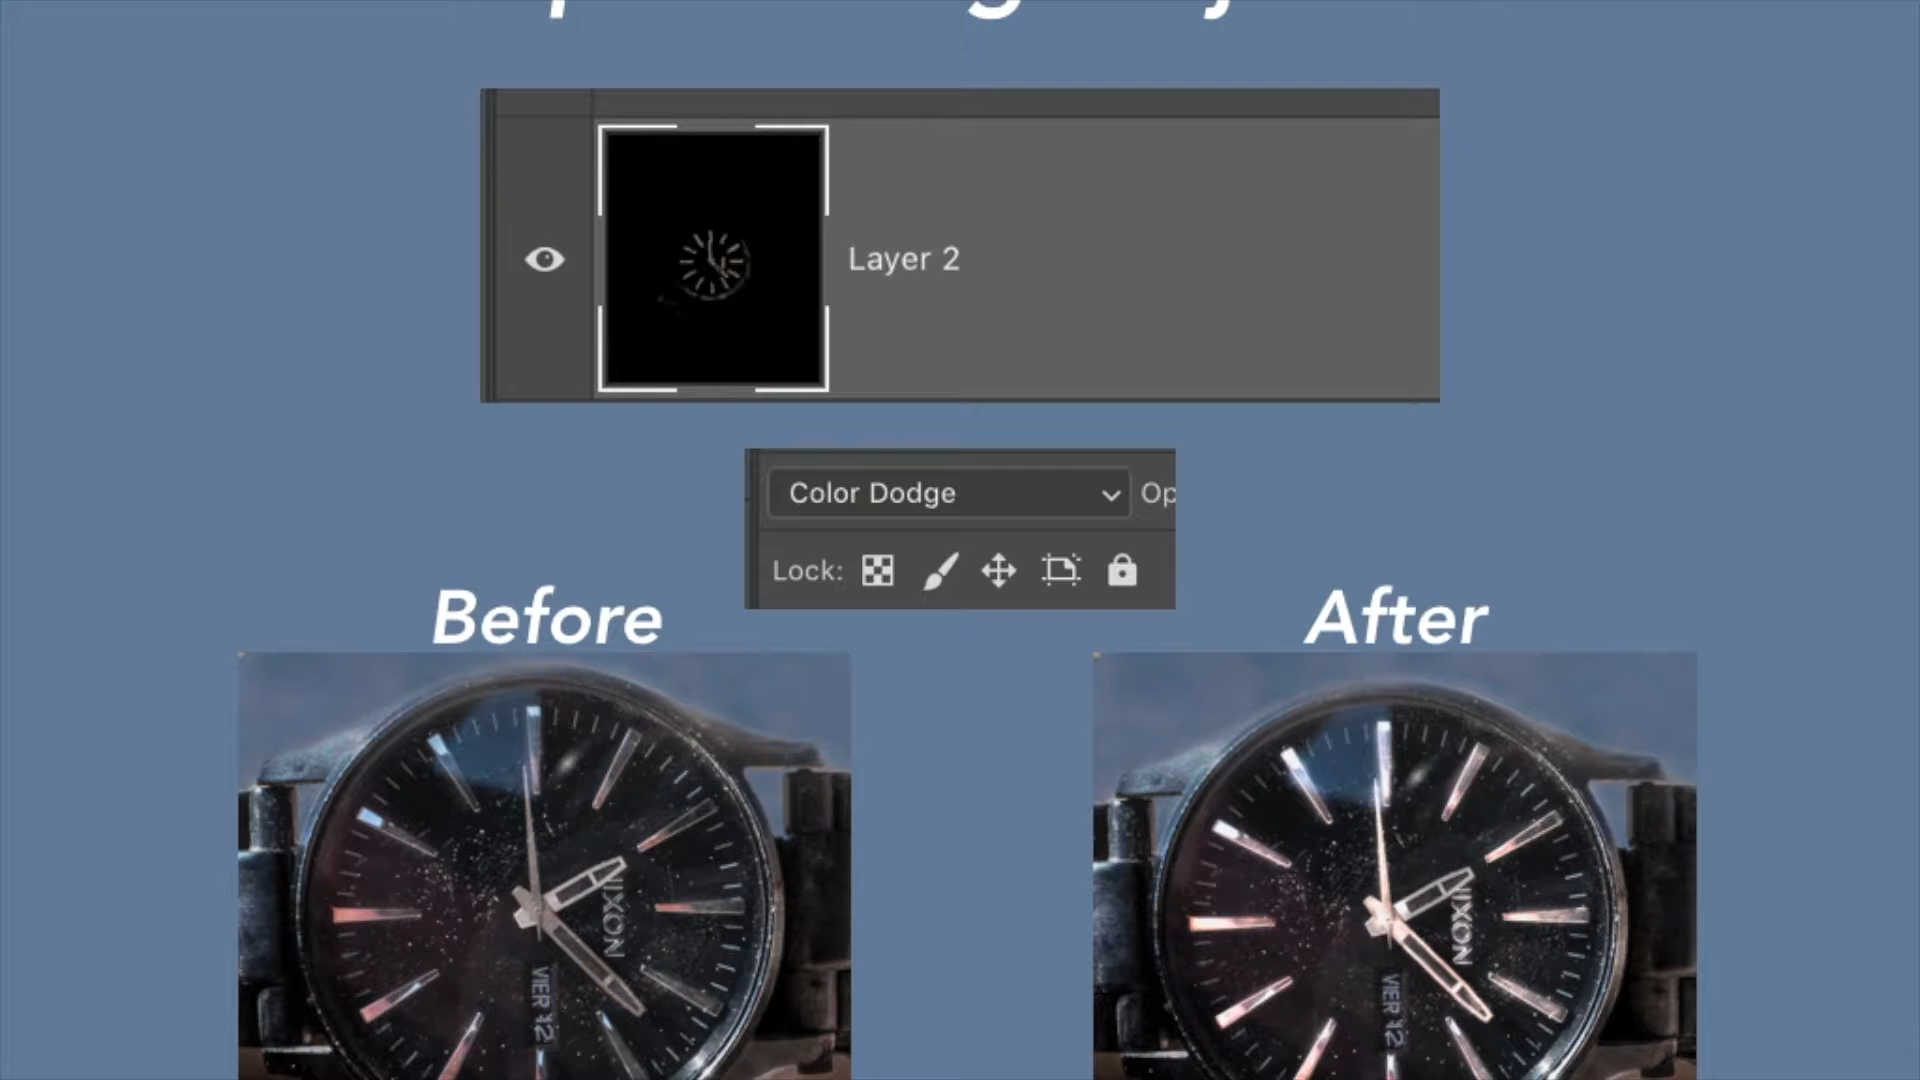 Layer 2
Color Dodge
Op
Lock:
Before
After
NIXON
VIER 12
NIXON
VIER 12